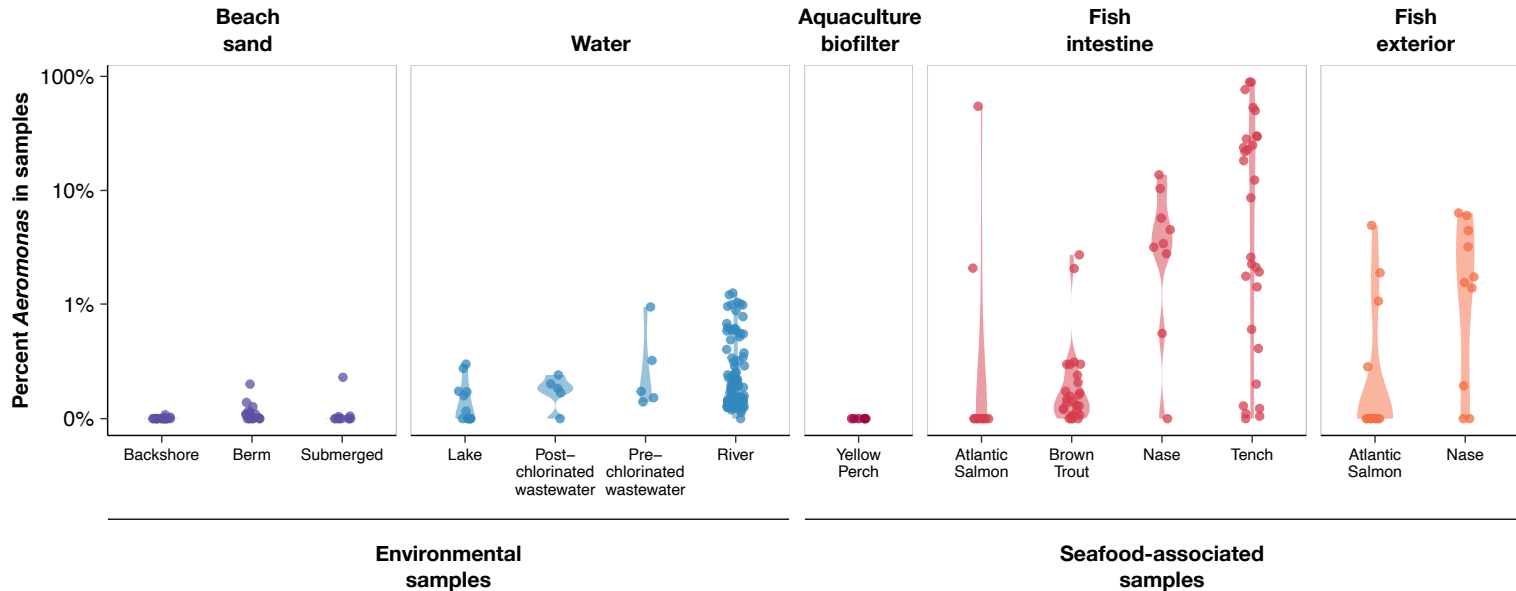 Beach
sand
Water
Aquaculture
biofilter
Fish
intestine
Fish
exterior
Percent Aeromonas in samples
100%
10%
1%
0%
Backshore
Berm
Submerged
Lake
Post–
chlorinated
wastewater
Pre–
chlorinated
wastewater
River
Yellow
Perch
Atlantic
Salmon
Brown
Trout
Nase
Tench
Atlantic
Salmon
Nase
Environmental
samples
Seafood-associated
samples